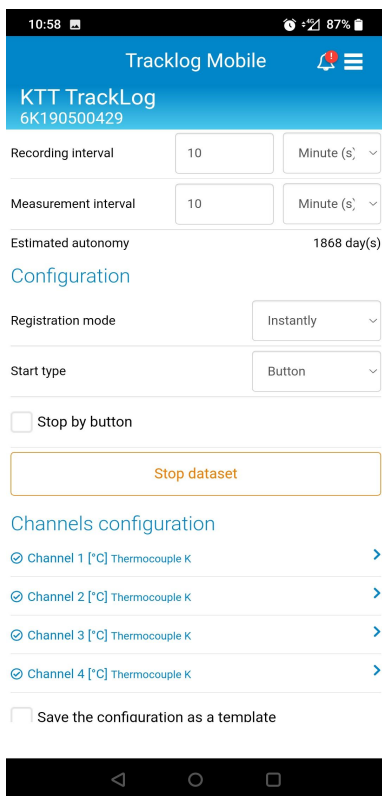 10:58 87%
Tracklog Mobile
KTT TrackLog
6K190500429
Recording interval 10 Minute (s)
Measurement interval 10 Minute (s)
Estimated autonomy 1868 day(s)
Configuration
Registration mode Instantly
Start type Button
Stop by button
Stop dataset
Channels configuration
Channel 1 [°C] Thermocouple K
Channel 2 [°C] Thermocouple K
Channel 3 [°C] Thermocouple K
Channel 4 [°C] Thermocouple K
Save the configuration as a template